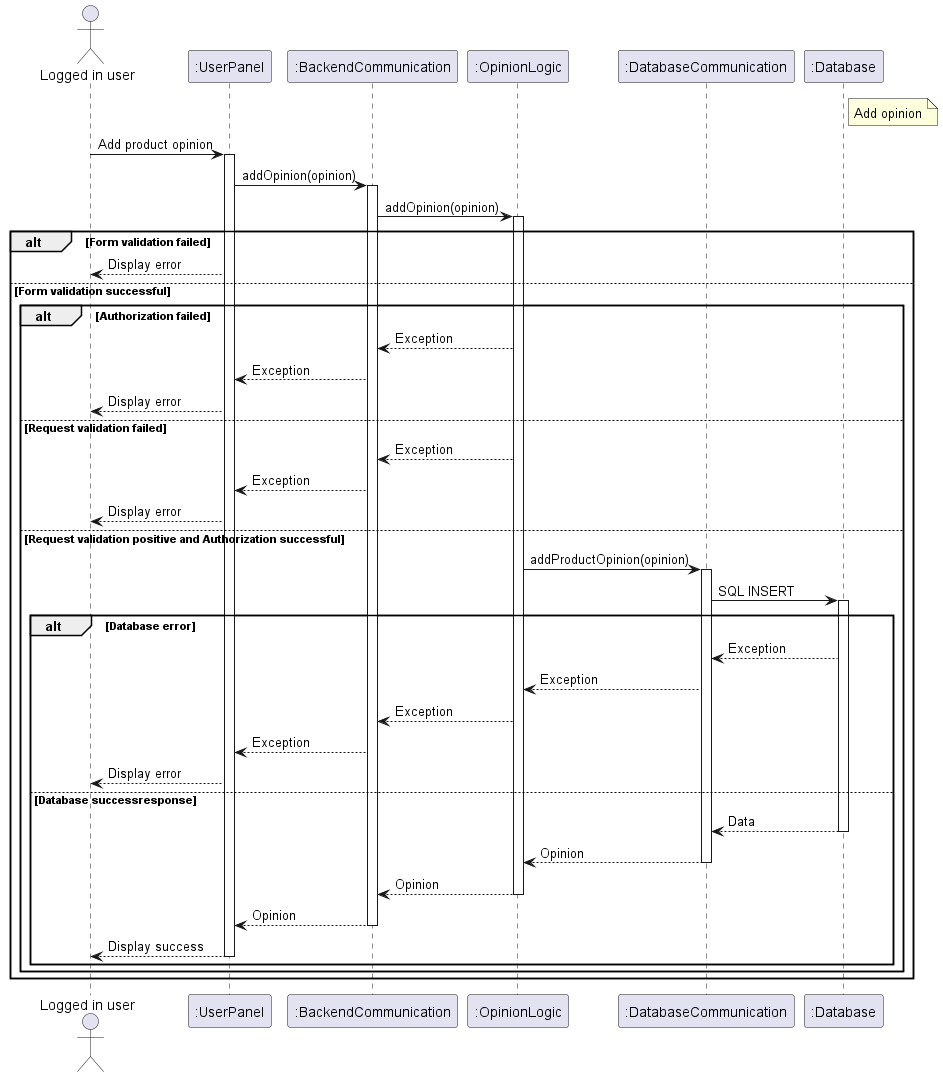 Logged in user
:UserPanel
:BackendCommunication
:OpinionLogic
:DatabaseCommunication
:Database
Add opinion
Add product opinion
addOpinion(opinion)
addOpinion(opinion)
alt
[Form validation failed]
Display error
[Form validation successful]
alt
[Authorization failed]
Exception
Exception
Display error
[Request validation failed]
Exception
Exception
Display error
[Request validation positive and Authorization successful]
addProductOpinion(opinion)
SQL INSERT
alt
[Database error]
Exception
Exception
Exception
Exception
Display error
[Database successresponse]
Data
Opinion
Opinion
Opinion
Display success
Logged in user
:UserPanel
:BackendCommunication
:OpinionLogic
:DatabaseCommunication
:Database